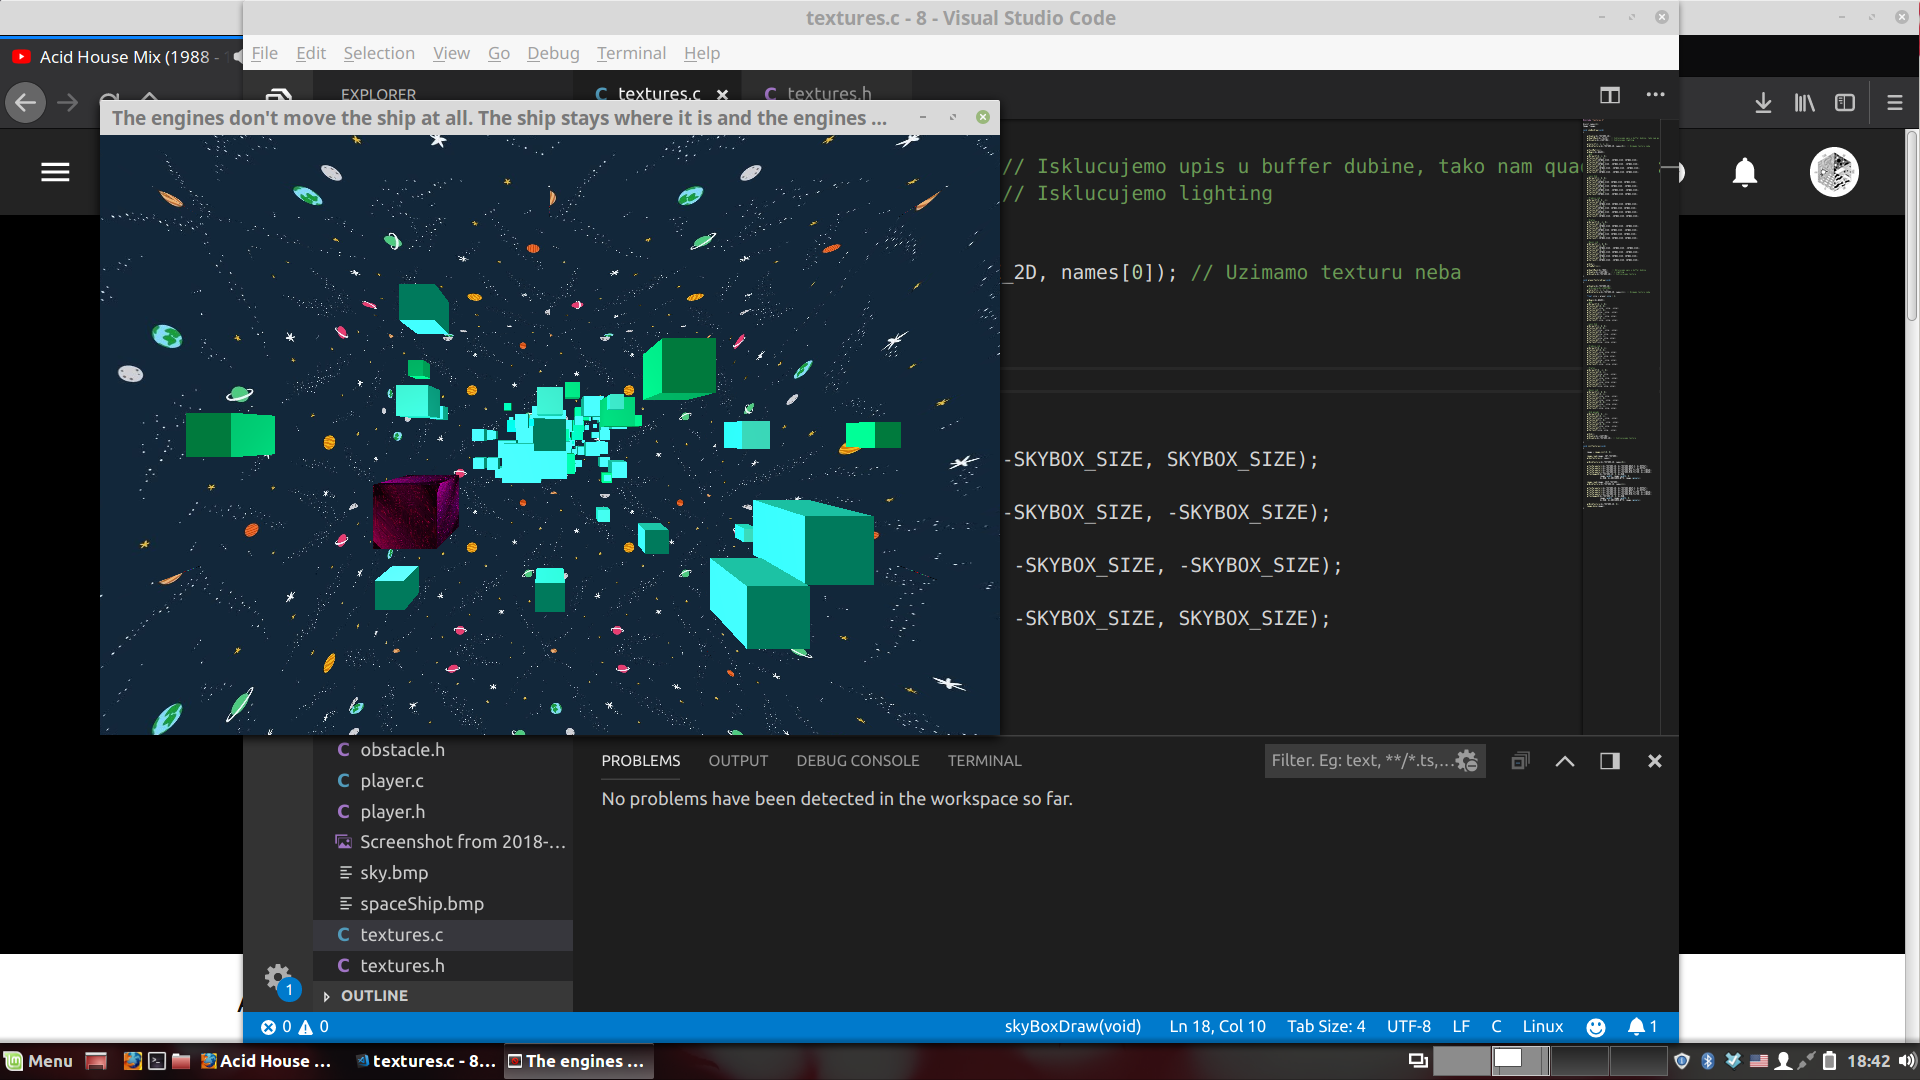 textures.c - 8 - Visual Studio Code
Acid House Mix (1988 -
File Edit Selection View Go Debug Terminal Help
EXPLORER
textures.c
textures.h
The engines don't move the ship at all. The ship stays where it is and the engines ...
// Isklucujemo upis u buffer dubine, tako nam
// Isklucujemo lighting
_2D, names[0]); // Uzimamo texturu neba
-SKYBOX_SIZE, SKYBOX_SIZE);
-SKYBOX_SIZE, -SKYBOX_SIZE);
-SKYBOX_SIZE, -SKYBOX_SIZE);
-SKYBOX_SIZE, SKYBOX_SIZE);
obstacle.h
player.c
player.h
Screenshot from 2018-...
sky.bmp
spaceShip.bmp
textures.c
textures.h
OUTLINE
1
PROBLEMS OUTPUT DEBUG CONSOLE TERMINAL
Filter. Eg: text, **/*.ts,...
No problems have been detected in the workspace so far.
0 0
skyBoxDraw(void) Ln 18, Col 10 Tab Size: 4 UTF-8 LF C Linux 1
Menu
Acid House ...
textures.c - 8...
The engines ...
18:42